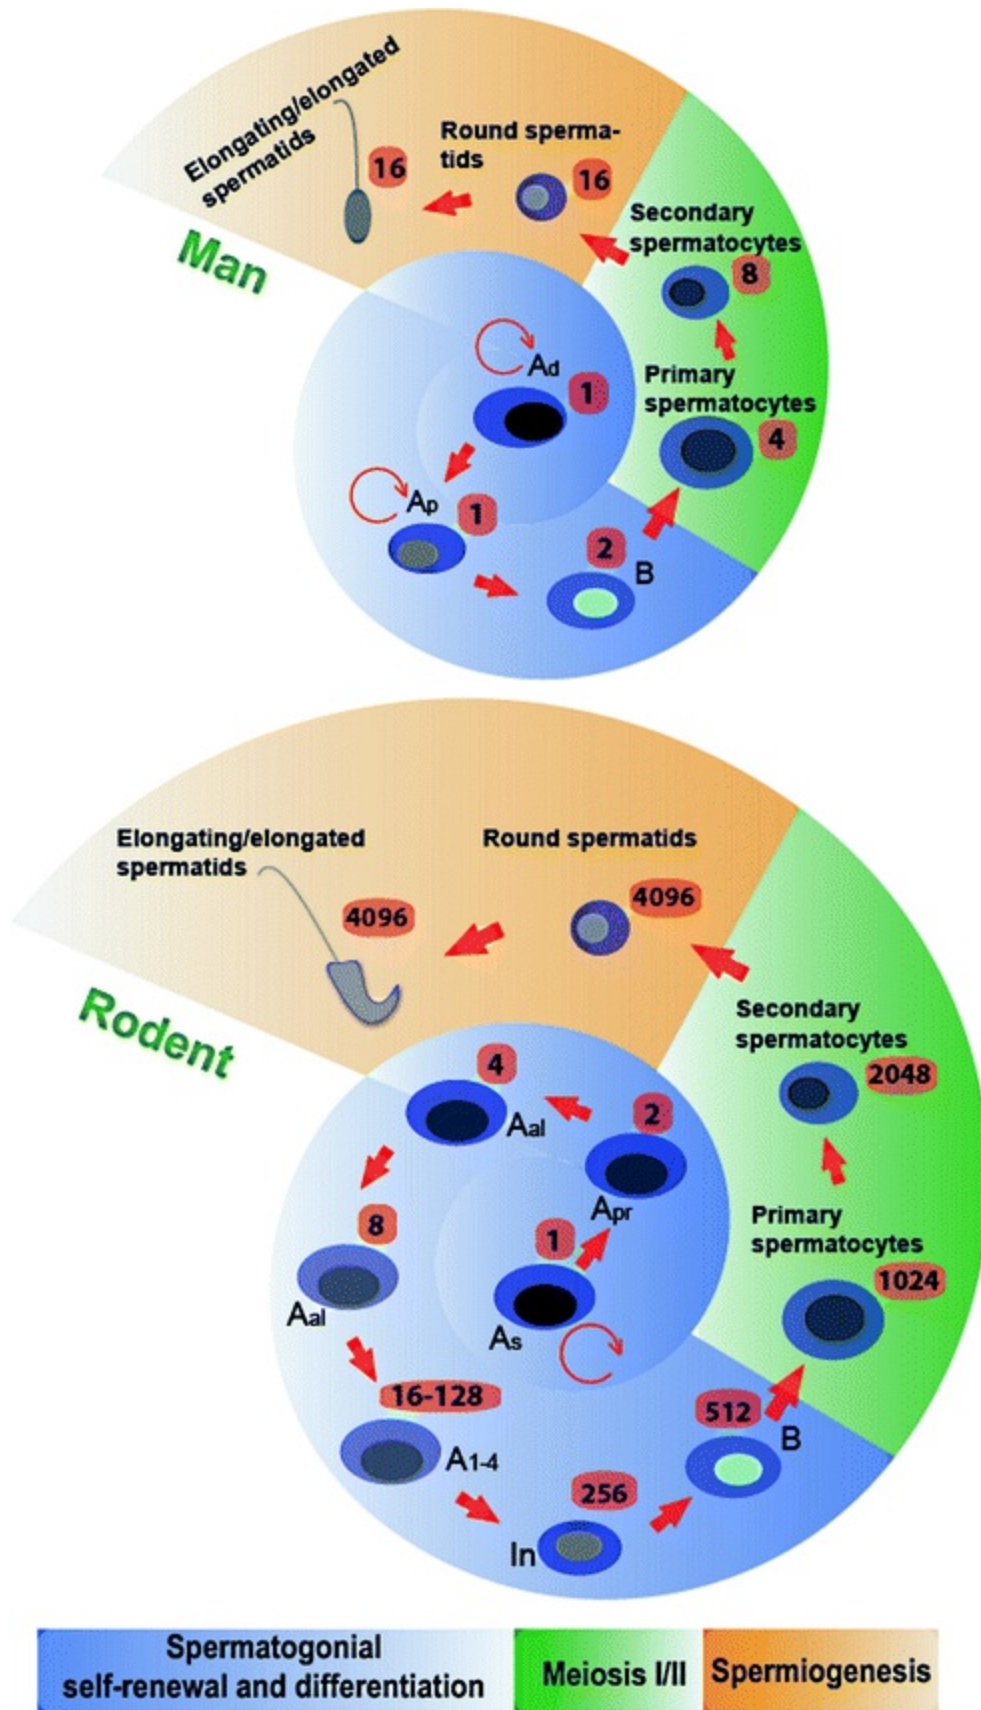 Elongating/elongated
spermatids
16
Round sperma-
tids
16
Man
Secondary
spermatocytes
8
Ad
1
Primary
spermatocytes
4
Ap
1
2
B
Elongating/elongated
spermatids
4096
Round spermatids
4096
Rodent
Secondary
spermatocytes
2048
4
Aal
2
Apr
8
Aal
1
As
Primary
spermatocytes
1024
16-128
A1-4
512
B
256
In
Spermatogonial
self-renewal and differentiation
Meiosis I/II
Spermiogenesis